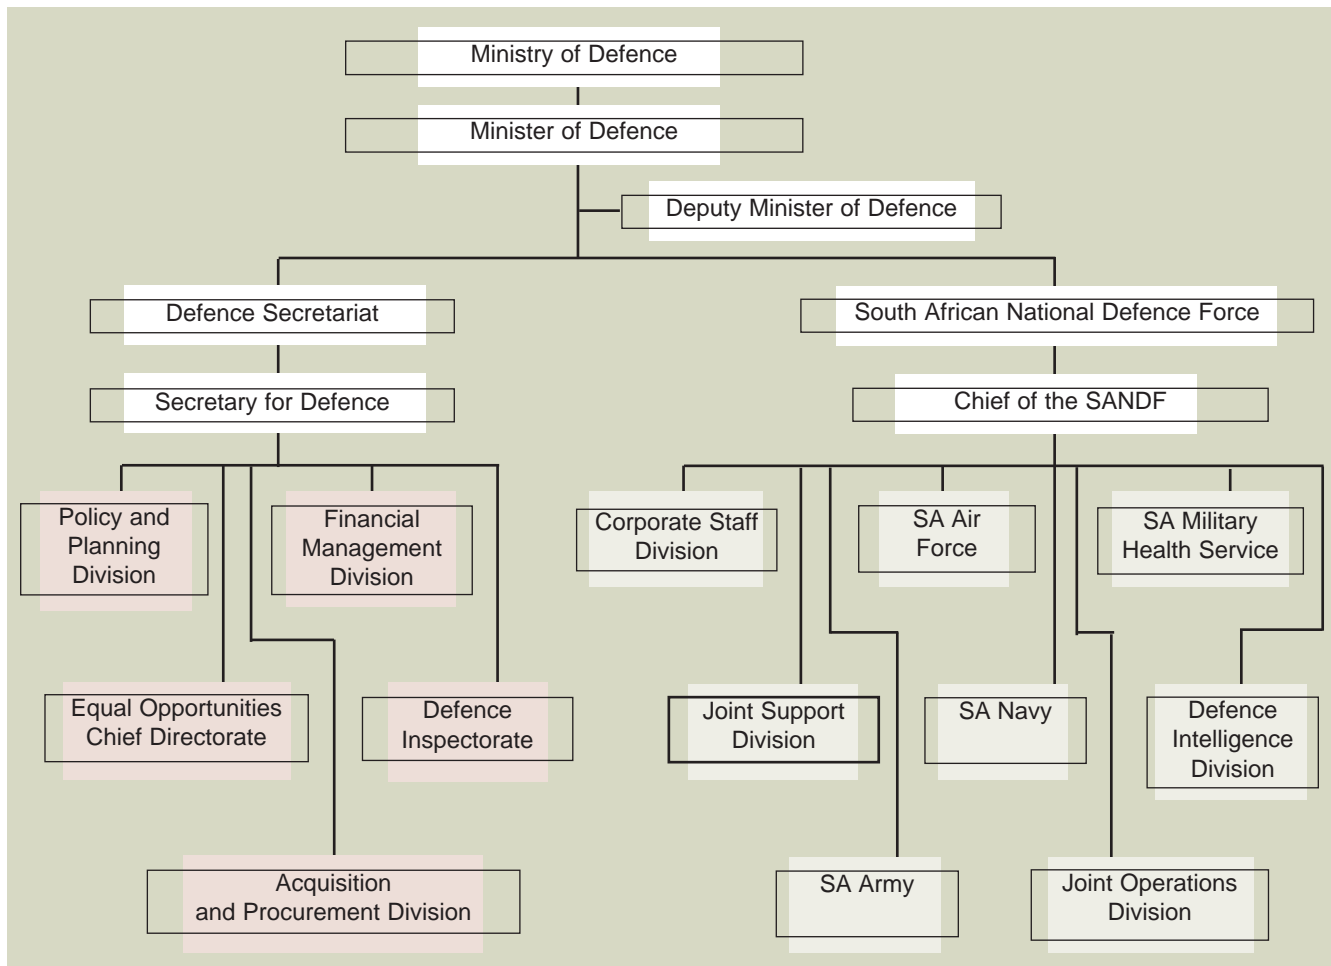 Ministry of Defence
Minister of Defence
Deputy Minister of Defence
Defence Secretariat
South African National Defence Force
Secretary for Defence
Chief of the SANDF
Policy and
Planning
Division
Financial
Management
Division
Corporate Staff
Division
SA Air
Force
SA Military
Health Service
Equal Opportunities
Chief Directorate
Defence
Inspectorate
Joint Support
Division
SA Navy
Defence
Intelligence
Division
Acquisition
and Procurement Division
SA Army
Joint Operations
Division